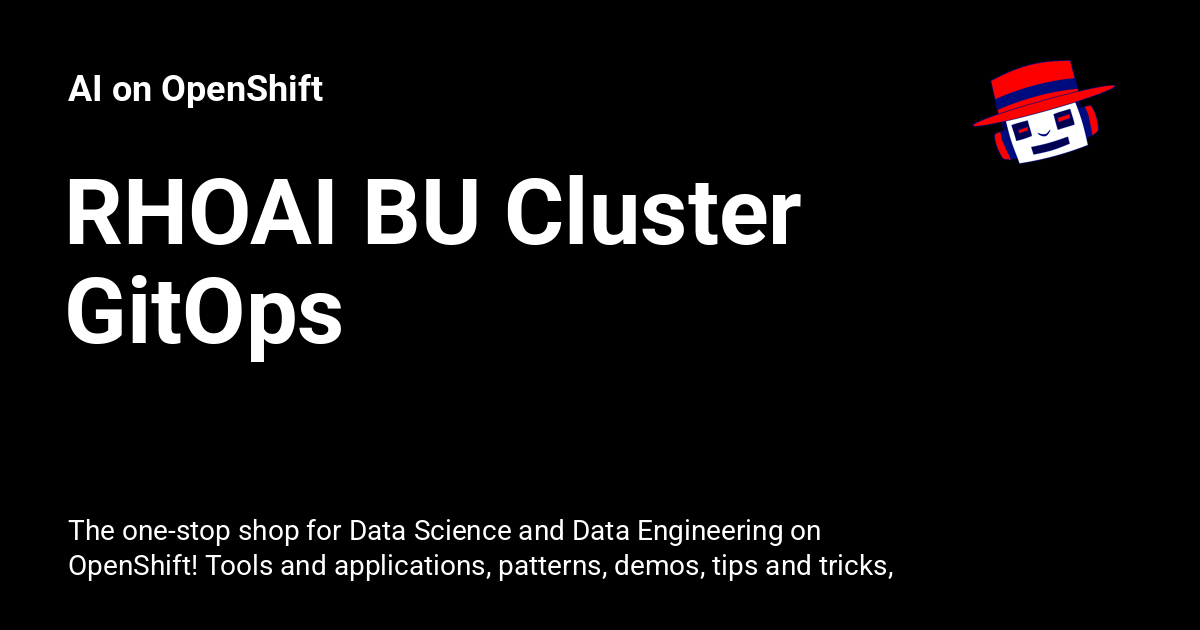 AI on OpenShift
RHOAI BU Cluster
GitOps
The one-stop shop for Data Science and Data Engineering on
OpenShift! Tools and applications, patterns, demos, tips and tricks,